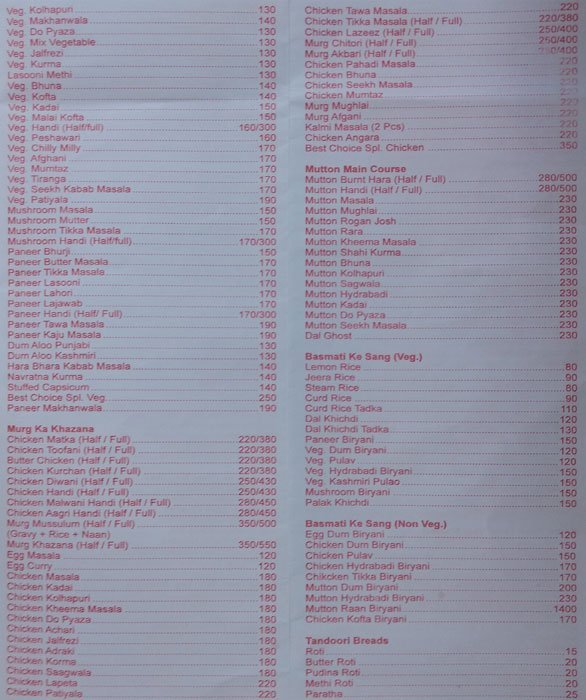 Veg. Kolhapuri 130
Veg. Makhanwala 140
Veg. Do Pyaza 130
Veg. Mix Vegetable 130
Veg. Jalfrezi 130
Veg. Kurma 130
Lasooni Methi 130
Veg. Bhuna 140
Veg. Kofta 140
Veg. Kadai 150
Veg. Malai Kofta 150
Veg. Handi (Half/full) 160/300
Veg. Peshawari 160
Veg. Chilly Milly 170
Veg. Afghani 170
Veg. Mumtaz 170
Veg. Tiranga 170
Veg. Seekh Kabab Masala 170
Veg. Patiyala 190
Mushroom Masala 150
Mushroom Mutter 150
Mushroom Tikka Masala 170
Mushroom Handi (Half/full) 170/300
Paneer Bhurji 150
Paneer Butter Masala 170
Paneer Tikka Masala 170
Paneer Lasooni 170
Paneer Lahori 170
Paneer Lajawab 170
Paneer Handi (Half/ Full) 170/300
Paneer Tawa Masala 190
Paneer Kaju Masala 190
Dum Aloo Punjabi 130
Dum Aloo Kashmiri 130
Hara Bhara Kabab Masala 140
Navratna Kurma 140
Stuffed Capsicum 140
Best Choice Spl. Veg 250
Paneer Makhanwala 190
Murg Ka Khazana
Chicken Matka (Half / Full) 220/380
Chicken Toofani (Half / Full) 220/380
Butter Chicken (Half / Full) 220/380
Chicken Kurchan (Half / Full) 220/380
Chicken Diwani (Half / Full) 250/430
Chicken Handi (Half / Full) 250/430
Chicken Malwani Handi (Half / Full) 280/450
Chicken Aagri Handi (Half / Full) 280/450
Murg Mussulum (Half / Full) 350/500
(Gravy + Rice + Naan)
Murg Khazana (Half / Full) 350/550
Egg Masala 120
Egg Curry 120
Chicken Masala 180
Chicken Kadai 180
Chicken Kolhapuri 180
Chicken Kheema Masala 180
Chicken Do Pyaza 180
Chicken Achari 180
Chicken Jalfrezi 180
Chicken Adraki 180
Chicken Korma 180
Chicken Saagwala 180
Chicken Lapeta 220
Chicken Patiyala 220
Chicken Tawa Masala 220
Chicken Tikka Masala (Half / Full) 220/380
Chicken Lazeez (Half / Full) 250/400
Murg Chitori (Half / Full) 250/400
Murg Akbari (Half / Full) 250/400
Chicken Pahadi Masala 220
Chicken Bhuna 220
Chicken Seekh Masala 220
Chicken Mumtaz 220
Murg Mughlai 220
Murg Afgani 220
Kalmi Masala (2 Pcs) 220
Chicken Angara 220
Best Choice Spl. Chicken 350
Mutton Main Course
Mutton Burnt Hara (Half / Full) 280/500
Mutton Handi (Half / Full) 280/500
Mutton Masala 230
Mutton Mughlai 230
Mutton Rogan Josh 230
Mutton Rara 230
Mutton Kheema Masala 230
Mutton Shahi Kurma 230
Mutton Bhuna 230
Mutton Kolhapuri 230
Mutton Sagwala 230
Mutton Hydrabadi 230
Mutton Kadai 230
Mutton Do Pyaza 230
Mutton Seekh Masala 230
Dal Ghost 230
Basmati Ke Sang (Veg.)
Lemon Rice 80
Jeera Rice 90
Steam Rice 80
Curd Rice 90
Curd Rice Tadka 110
Dal Khichdi 120
Dal Khichdi Tadka 130
Paneer Biryani 150
Veg. Dum Biryani 120
Veg. Pulav 120
Veg. Hydrabadi Biryani 150
Veg. Kashmiri Pulao 150
Mushroom Biryani 150
Palak Khichdi 150
Basmati Ke Sang (Non Veg.)
Egg Dum Biryani 120
Chicken Dum Biryani 150
Chicken Pulav 150
Chicken Hydrabadi Biryani 170
Chikcken Tikka Biryani 170
Mutton Dum Biryani 200
Mutton Hydrabadi Biryani 230
Mutton Raan Biryani 1400
Chicken Kofta Biryani 170
Tandoori Breads
Roti 15
Butter Roti 20
Pudina Roti 20
Methi Roti 20
Paratha